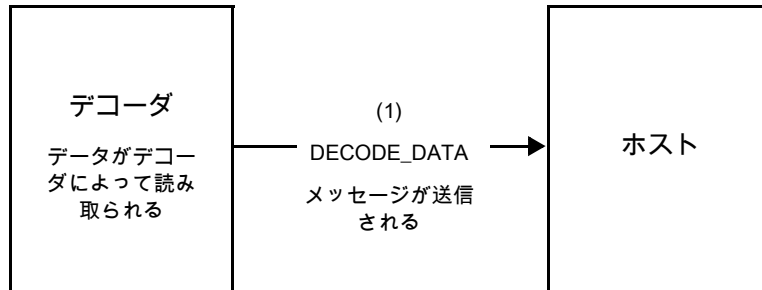 デコーダ
データがデコー
ダによって読み
取られる
(1)
DECODE_DATA
メッセージが送信
される
ホスト